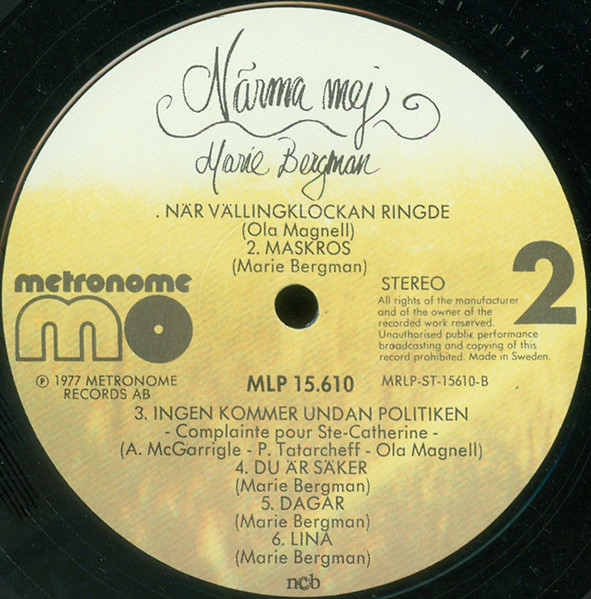 Närma mej
Marie Bergman
. NÄR VÄLLINGKLOCKAN RINGDE
(Ola Magnell)
2. MASKROS
(Marie Bergman)
metronome
mo
℗ 1977 METRONOME
RECORDS AB
MLP 15.610
STEREO
2
All rights of the manufacturer
and of the owner of the
recorded work reserved.
Unauthorised public performance
broadcasting and copying of this
record prohibited. Made in Sweden.
MRLP-ST-15610-B
3. INGEN KOMMER UNDAN POLITIKEN
- Complainte pour Ste-Catherine -
(A. McGarrigle - P. Tatarcheff - Ola Magnell)
4. DU ÄR SÄKER
(Marie Bergman)
5. DAGAR
(Marie Bergman)
6. LINA
(Marie Bergman)
ncb